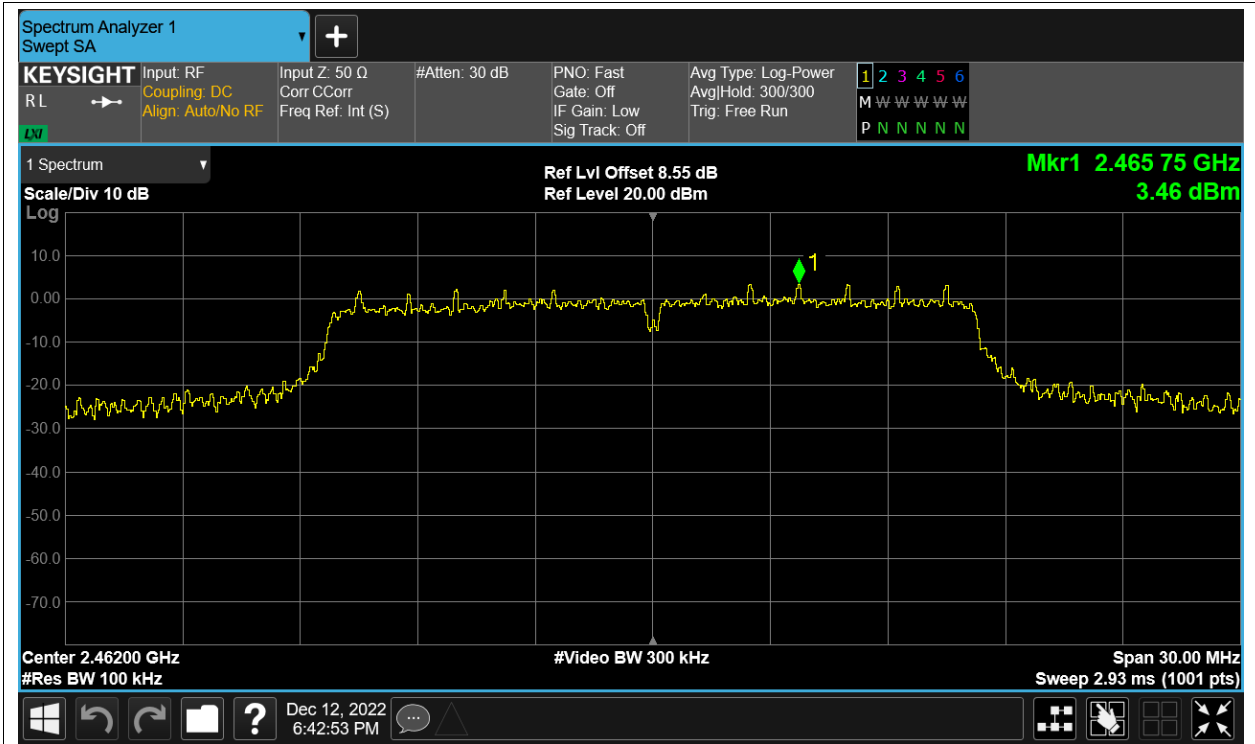 Spectrum Analyzer 1
Swept SA
KEYSIGHT
RL
LXI
Input: RF
Coupling: DC
Align: Auto/No RF
Input Z: 50 Ω
Corr CCorr
Freq Ref: Int (S)
#Atten: 30 dB
PNO: Fast
Gate: Off
IF Gain: Low
Sig Track: Off
Avg Type: Log-Power
Avg|Hold: 300/300
Trig: Free Run
1 2 3 4 5 6
M W W W W W W
P N N N N N N
1 Spectrum
Scale/Div 10 dB
Log
Ref Lvl Offset 8.55 dB
Ref Level 20.00 dBm
Mkr1 2.465 75 GHz
3.46 dBm
1
10.0
0.00
-10.0
-20.0
-30.0
-40.0
-50.0
-60.0
-70.0
Center 2.46200 GHz
#Res BW 100 kHz
#Video BW 300 kHz
Span 30.00 MHz
Sweep 2.93 ms (1001 pts)
?
Dec 12, 2022
6:42:53 PM